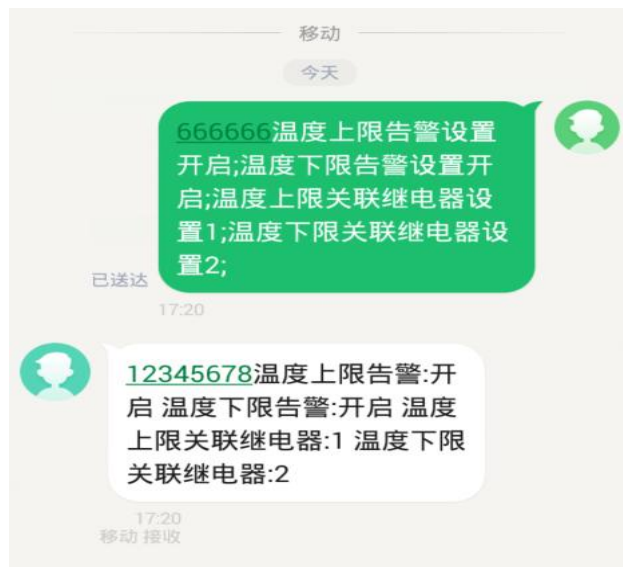 移动
今天
666666温度上限告警设置
开启;温度下限告警设置开
启;温度上限关联继电器设
置1;温度下限关联继电器设
置2;
已送达
17:20
12345678温度上限告警:开
启 温度下限告警:开启 温度
上限关联继电器:1 温度下限
关联继电器:2
17:20
移动 接收